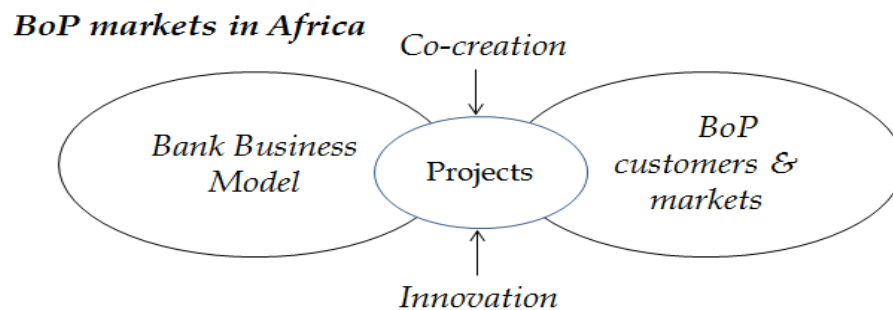 BoP markets in Africa
Co-creation
Bank Business
Model
Projects
BoP
customers &
markets
Innovation